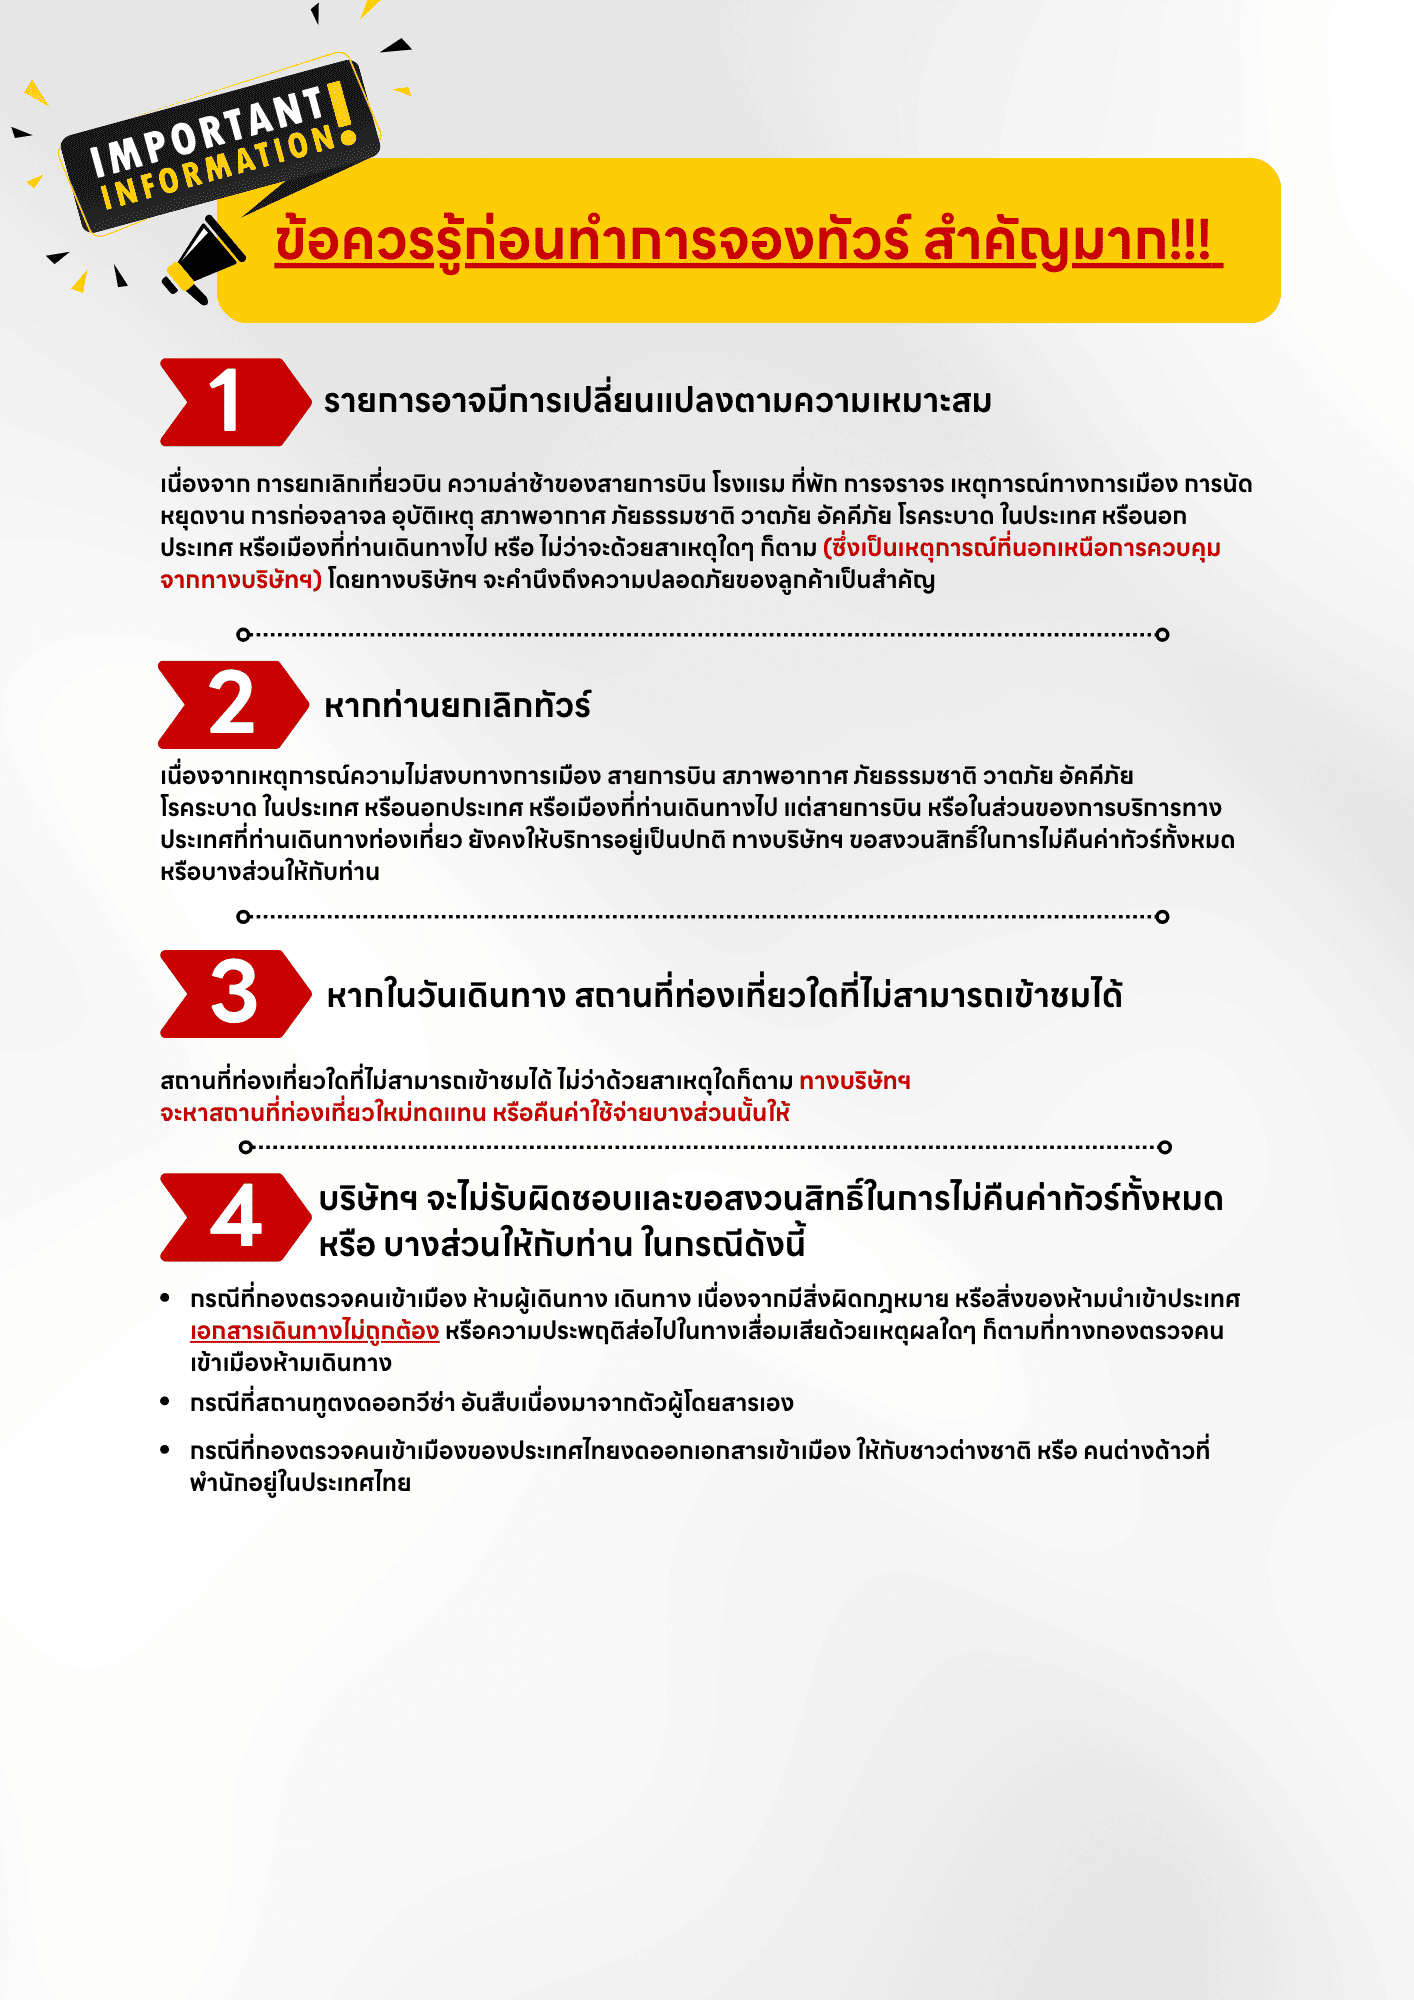 IMPORTANT!
INFORMATION
ข้อควรรู้ก่อนทำการจองทัวร์ สำคัญมาก!!!
1
รายการอาจมีการเปลี่ยนแปลงตามความเหมาะสม
เนื่องจาก การยกเลิกเที่ยวบิน ความล่าช้าของสายการบิน โรงแรม ที่พัก การจราจร เหตุการณ์ทางการเมือง การนัด
หยุดงาน การก่อจลาจล อุบัติเหตุ สภาพอากาศ ภัยธรรมชาติ วาตภัย อัคคีภัย โรคระบาด ในประเทศ หรือนอก
ประเทศ หรือเมืองที่ท่านเดินทางไป หรือ ไม่ว่าจะด้วยสาเหตุใดๆ ก็ตาม (ซึ่งเป็นเหตุการณ์ที่นอกเหนือการควบคุม
จากทางบริษัทฯ) โดยทางบริษัทฯ จะคำนึงถึงความปลอดภัยของลูกค้าเป็นสำคัญ
2
หากท่านยกเลิกทัวร์
เนื่องจากเหตุการณ์ความไม่สงบทางการเมือง สายการบิน สภาพอากาศ ภัยธรรมชาติ วาตภัย อัคคีภัย
โรคระบาด ในประเทศ หรือนอกประเทศ หรือเมืองที่ท่านเดินทางไป แต่สายการบิน หรือในส่วนของการบริการทาง
ประเทศที่ท่านเดินทางท่องเที่ยว ยังคงให้บริการอยู่เป็นปกติ ทางบริษัทฯ ขอสงวนสิทธิ์ในการไม่คืนค่าทัวร์ทั้งหมด
หรือบางส่วนให้กับท่าน
3
หากในวันเดินทาง สถานที่ท่องเที่ยวใดที่ไม่สามารถเข้าชมได้
สถานที่ท่องเที่ยวใดที่ไม่สามารถเข้าชมได้ ไม่ว่าด้วยสาเหตุใดก็ตาม ทางบริษัทฯ
จะหาสถานที่ท่องเที่ยวใหม่ทดแทน หรือคืนค่าใช้จ่ายบางส่วนนั้นให้
4
บริษัทฯ จะไม่รับผิดชอบและขอสงวนสิทธิ์ในการไม่คืนค่าทัวร์ทั้งหมด
หรือ บางส่วนให้กับท่าน ในกรณีดังนี้
• กรณีที่กองตรวจคนเข้าเมือง ห้ามผู้เดินทาง เดินทาง เนื่องจากมีสิ่งผิดกฎหมาย หรือสิ่งของห้ามนำเข้าประเทศ
เอกสารเดินทางไม่ถูกต้อง หรือความประพฤติส่อไปในทางเสื่อมเสียด้วยเหตุผลใดๆ ก็ตามที่ทางกองตรวจคน
เข้าเมืองห้ามเดินทาง
• กรณีที่สถานทูตงดออกวีซ่า อันสืบเนื่องมาจากตัวผู้โดยสารเอง
• กรณีที่กองตรวจคนเข้าเมืองของประเทศไทยงดออกเอกสารเข้าเมือง ให้กับชาวต่างชาติ หรือ คนต่างด้าวที่
พำนักอยู่ในประเทศไทย